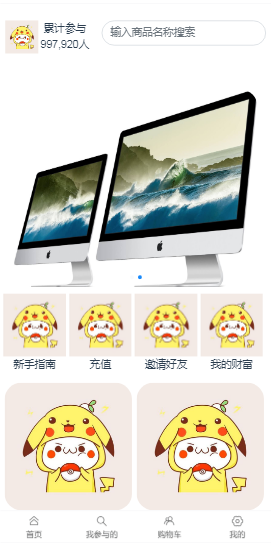 累计参与
997,920人
输入商品名称搜索
新手指南
充值
邀请好友
我的财富
首页
我参与的
购物车
我的